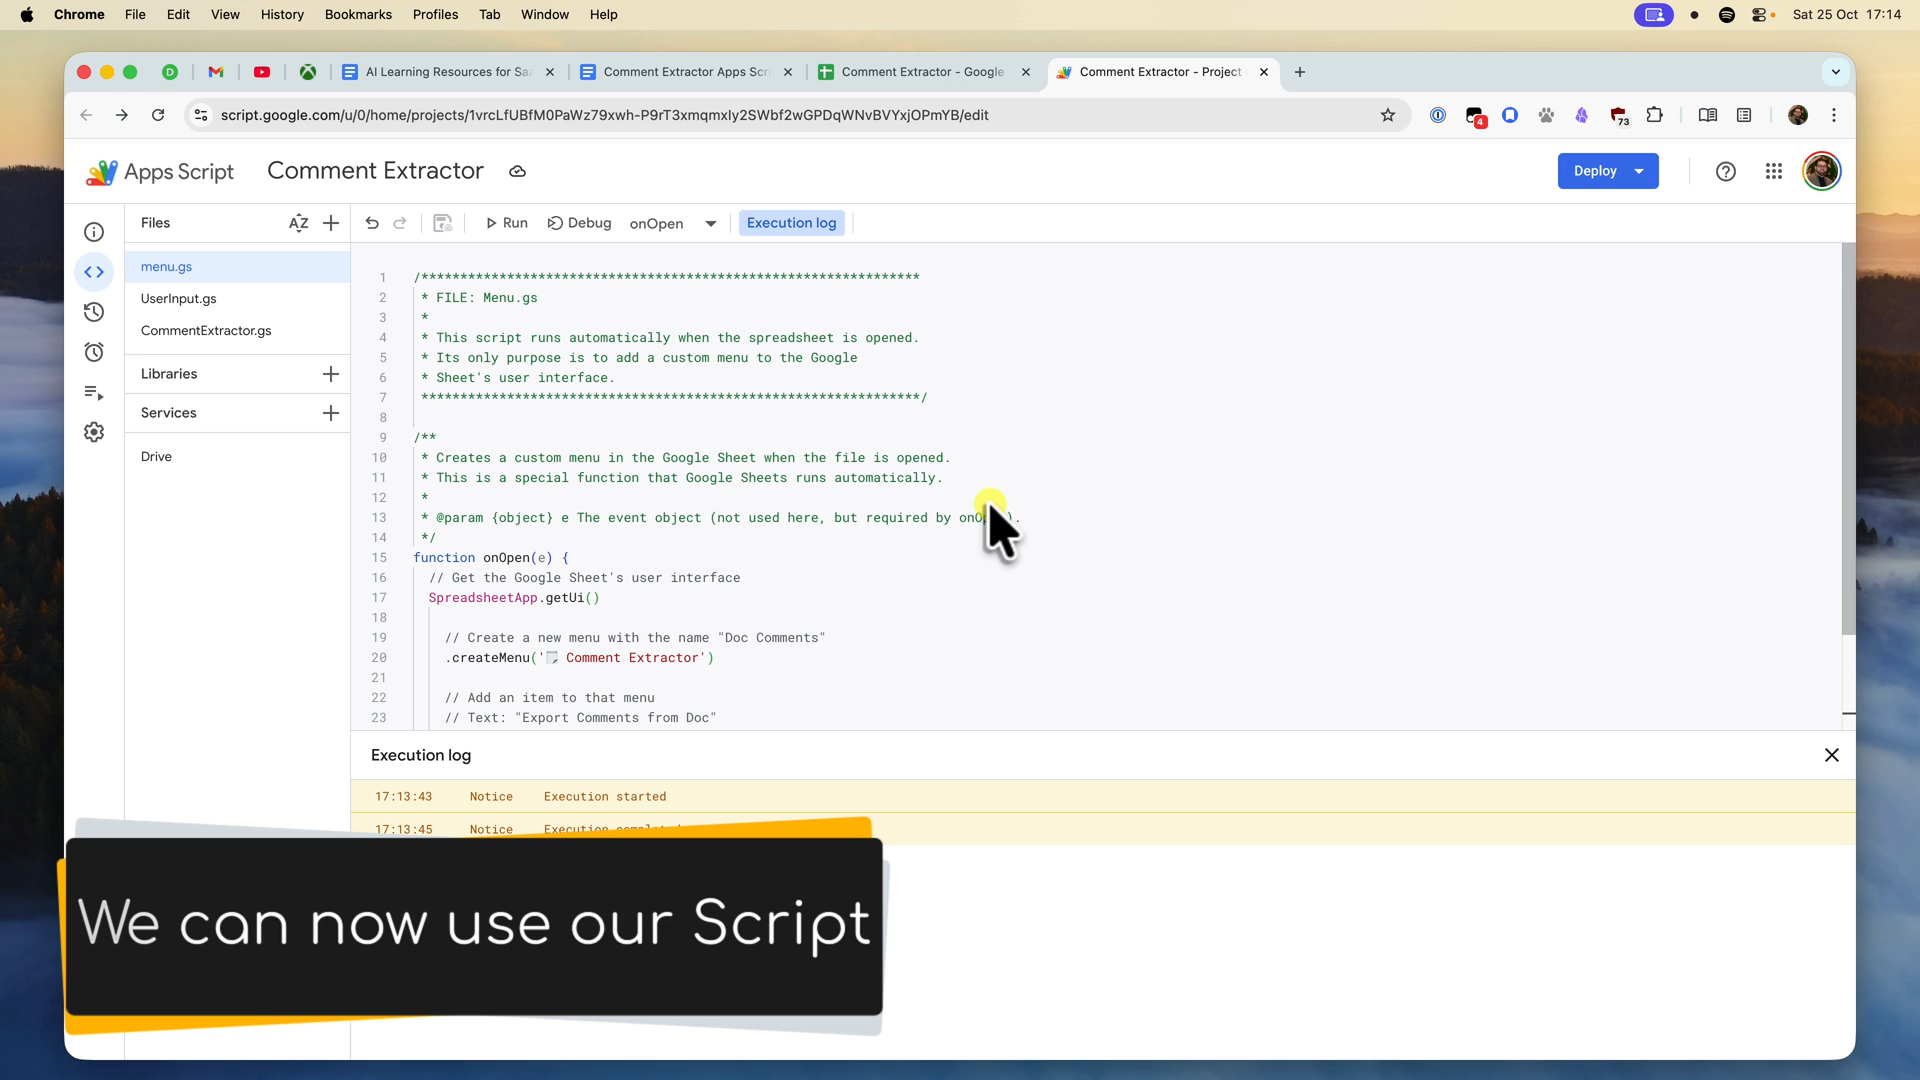 Chrome File Edit View History Bookmarks Profiles Tab Window Help Sat 25 Oct 17:14
D AI Learning Resources for Sa Comment Extractor Apps Scr Comment Extractor - Google Comment Extractor - Project
script.google.com/u/0/home/projects/1vrcLfUBfM0PaWz79xwh-P9rT3xmqmxIy2SWbf2wGPDqWNvBVYxjOPmYB/edit 4 73
Apps Script Comment Extractor Deploy
Files
Run Debug onOpen Execution log
menu.gs
UserInput.gs
CommentExtractor.gs
Libraries
Services
Drive
1 /****************************************************************
2 * FILE: Menu.gs
3 *
4 * This script runs automatically when the spreadsheet is opened.
5 * Its only purpose is to add a custom menu to the Google
6 * Sheet's user interface.
7 ****************************************************************/
8
9 /**
10 * Creates a custom menu in the Google Sheet when the file is opened.
11 * This is a special function that Google Sheets runs automatically.
12 *
13 * @param {object} e The event object (not used here, but required by on).
14 */
15 function onOpen(e) {
16 // Get the Google Sheet's user interface
17 SpreadsheetApp.getUi()
18
19 // Create a new menu with the name "Doc Comments"
20 .createMenu('🗒️ Comment Extractor')
21
22 // Add an item to that menu
23 // Text: "Export Comments from Doc"
Execution log
17:13:43 Notice Execution started
17:13:45 Notice Execution
We can now use our Script